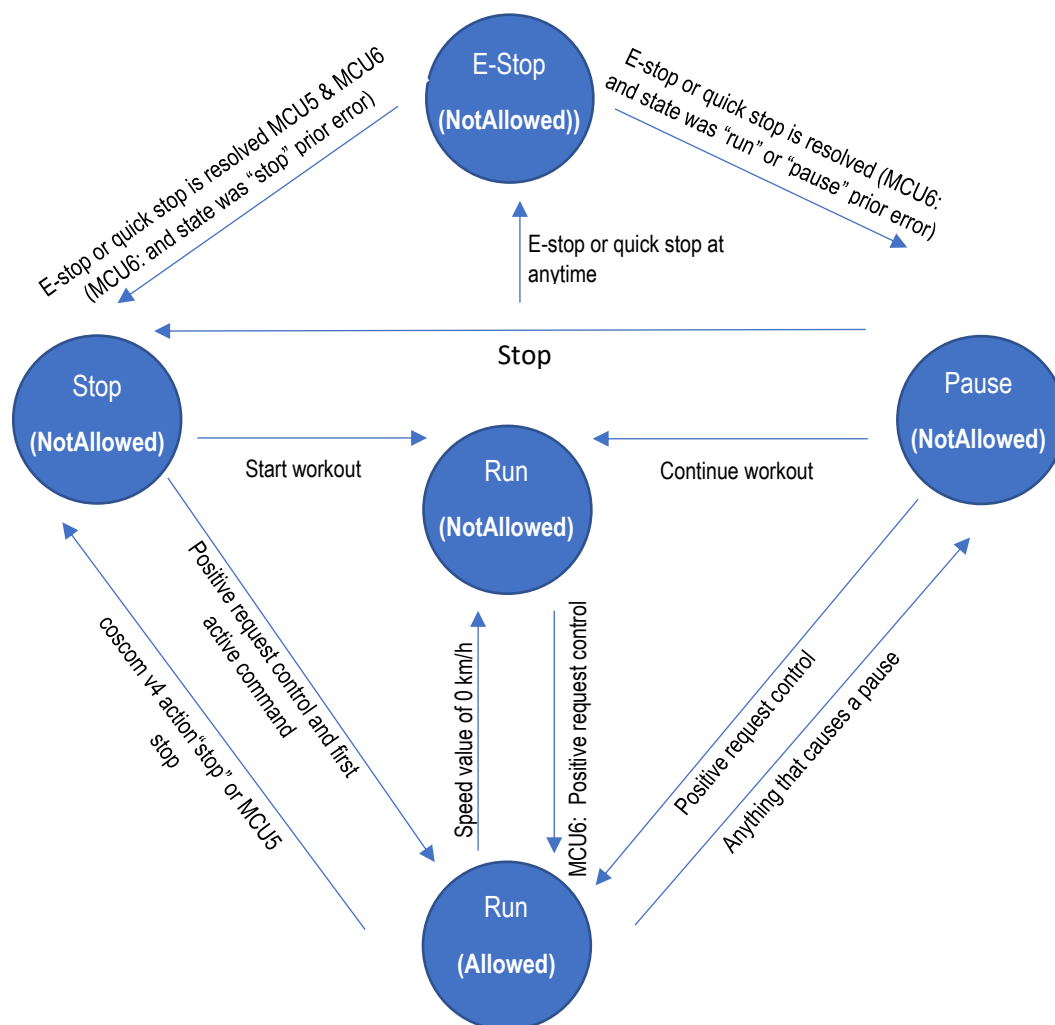 E-Stop
(NotAllowed))
E-stop or quick stop is resolved MCU5 & MCU6
(MCU6: and state was “stop” prior error)
E-stop or quick stop is resolved (MCU6:
and state was “run” or “pause” prior error)
E-stop or quick stop at
anytime
Stop
Stop
(NotAllowed)
Pause
(NotAllowed)
Start workout
Run
(NotAllowed)
Continue workout
Positive request control and first
active command
coscom v4 action“stop” or MCU5
stop
Speed value of 0 km/h
MCU6: Positive request control
Positive request control
Anything that causes a pause
Run
(Allowed)